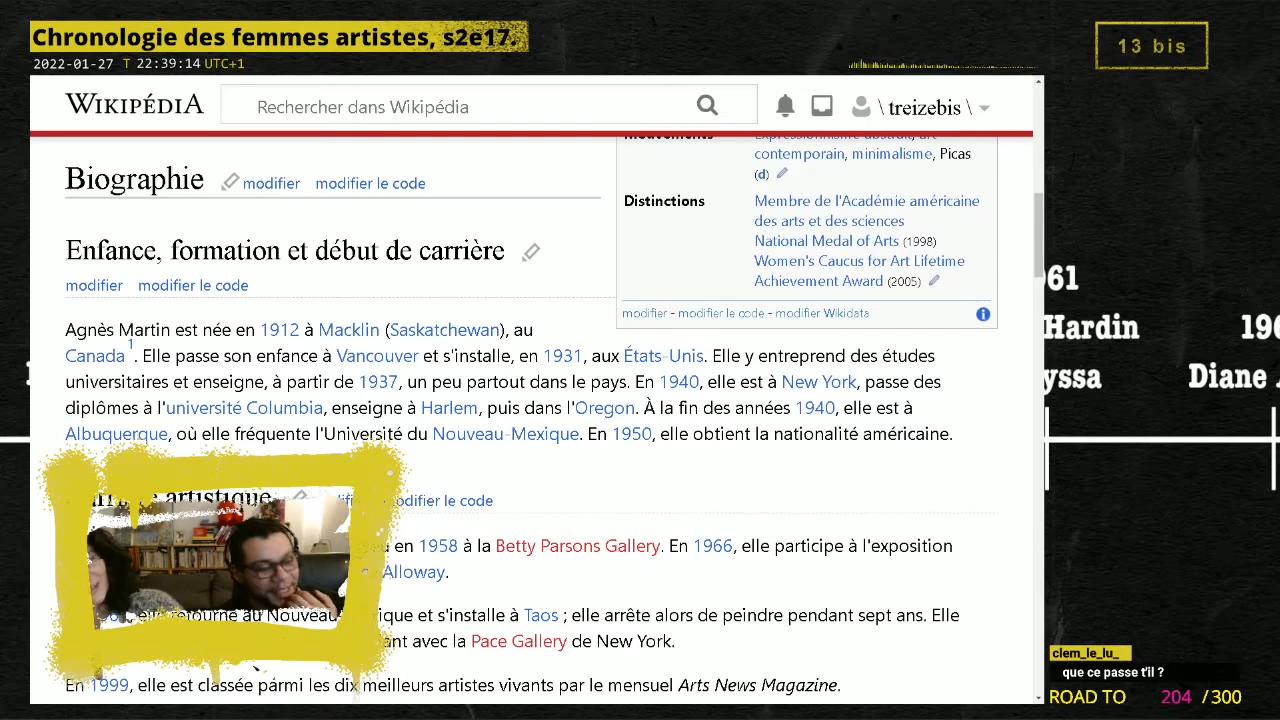 Chronologie des femmes artistes, s2e17.
2022-01-27 T 22:39:14 UTC+1
13 bis
WIKIPÉDIA
Rechercher dans Wikipédia
\ treizebis \
contemporain, minimalisme, Picas
(d)
Biographie modifier modifier le code
Distinctions
Membre de l'Académie américaine
des arts et des sciences
National Medal of Arts (1998)
Women's Caucus for Art Lifetime
Achievement Award (2005)
modifier - modifier le code - modifier Wikidata
Enfance, formation et début de carrière
modifier modifier le code
Agnès Martin est née en 1912 à Macklin (Saskatchewan), au
Canada 1. Elle passe son enfance à Vancouver et s'installe, en 1931, aux États-Unis. Elle y entreprend des études
universitaires et enseigne, à partir de 1937, un peu partout dans le pays. En 1940, elle est à New York, passe des
diplômes à l'université Columbia, enseigne à Harlem, puis dans l'Oregon. À la fin des années 1940, elle est à
Albuquerque, où elle fréquente l'Université du Nouveau-Mexique. En 1950, elle obtient la nationalité américaine.
artistique modifier le code
en 1958 à la Betty Parsons Gallery. En 1966, elle participe à l'exposition
Alloway.
elle retourne au Nouveau ique et s'installe à Taos ; elle arrête alors de peindre pendant sept ans. Elle
ant avec la Pace Gallery de New York.
En 1999, elle est classée parmi les dix meilleurs artistes vivants par le mensuel Arts News Magazine.
61
Hardin
yssa
196
Diane
clem_le_lu_
que ce passe t'il ?
ROAD TO 204 /300